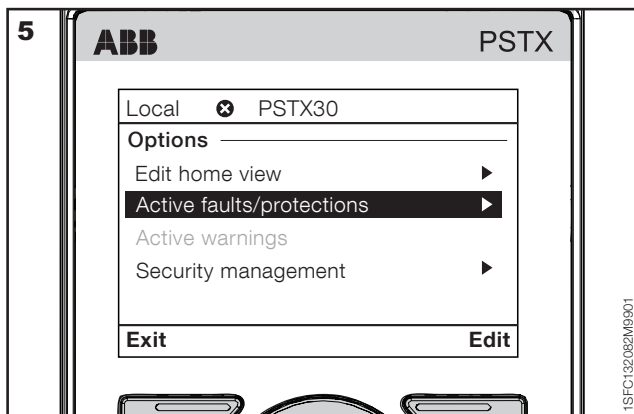 5
ABB PSTX
Local PSTX30
Options
Edit home view
Active faults/protections
Active warnings
Security management
Exit Edit
1SFC132082M9901